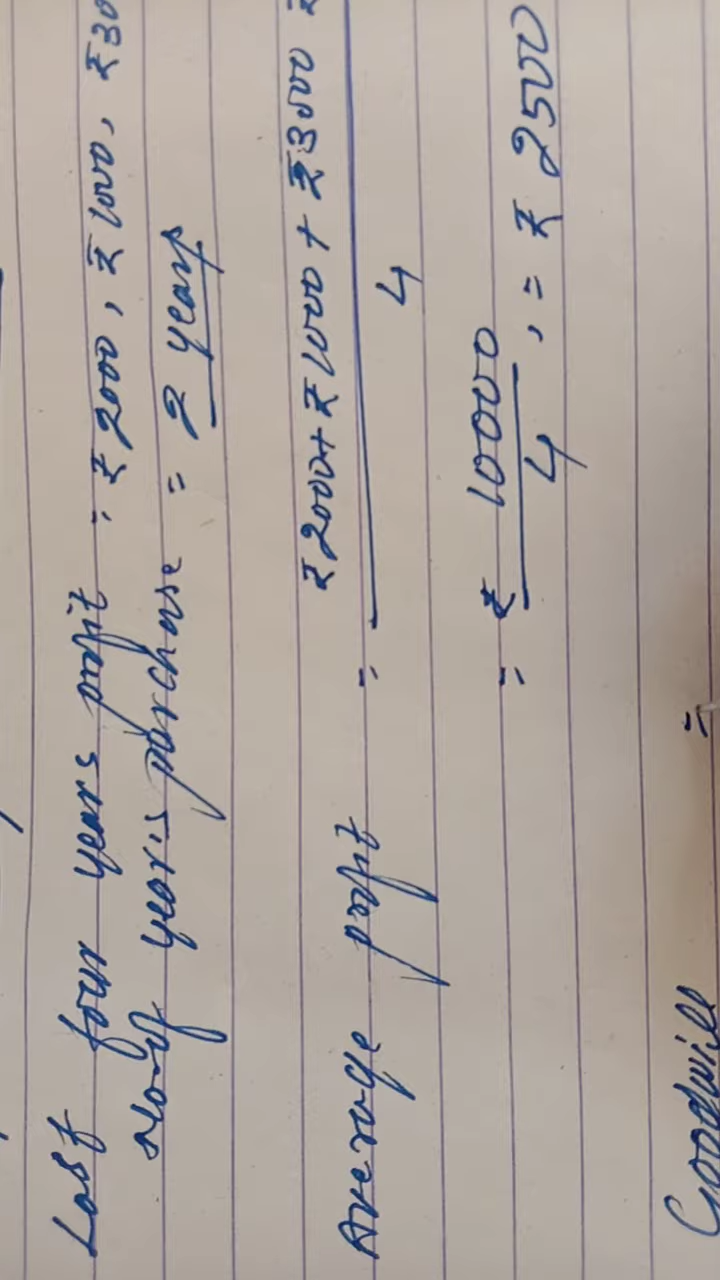 Last four years profit = ₹ 2000, ₹ 1000, ₹ 30
No of years purchase = 2 years
₹ 2000 + ₹ 1000 + ₹ 3000
Average profit =
4
= ₹ 10000 / 4, = ₹ 2500
Goodwill =